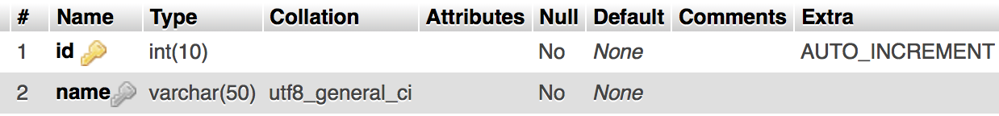 # Name Type Collation Attributes Null Default Comments Extra
1 id int(10) No None AUTO_INCREMENT
2 name varchar(50) utf8_general_ci No None